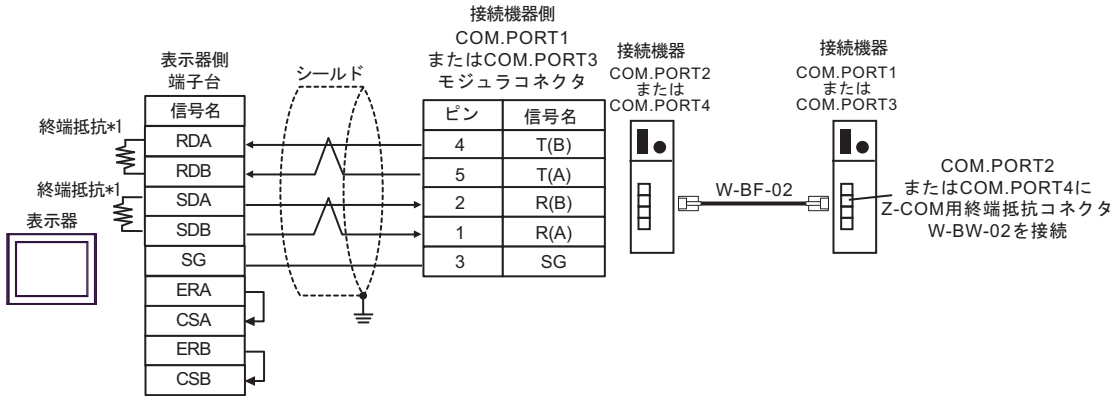 表示器側
端子台
信号名
RDA
RDB
SDA
SDB
SG
ERA
CSA
ERB
CSB
終端抵抗*1
終端抵抗*1
表示器
シールド
接続機器側
COM.PORT1
またはCOM.PORT3
モジュラコネクタ
ピン 信号名
4 T(B)
5 T(A)
2 R(B)
1 R(A)
3 SG
接続機器
COM.PORT2
または
COM.PORT4
W-BF-02
接続機器
COM.PORT1
または
COM.PORT3
COM.PORT2
またはCOM.PORT4に
Z-COM用終端抵抗コネクタ
W-BW-02を接続